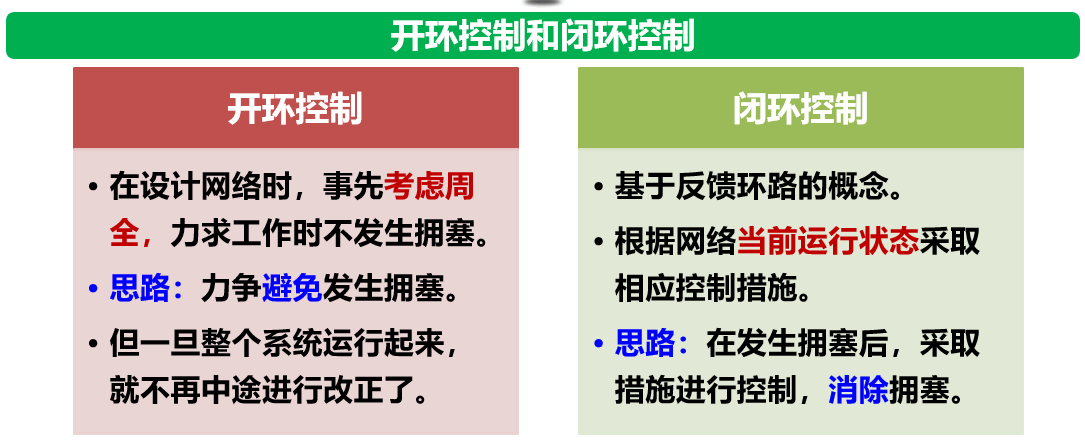 开环控制和闭环控制
开环控制
• 在设计网络时，事先考虑周
全，力求工作时不发生拥塞。
• 思路：力争避免发生拥塞。
• 但一旦整个系统运行起来，
就不再中途进行改正了。
闭环控制
• 基于反馈环路的概念。
• 根据网络当前运行状态采取
相应控制措施。
• 思路：在发生拥塞后，采取
措施进行控制，消除拥塞。